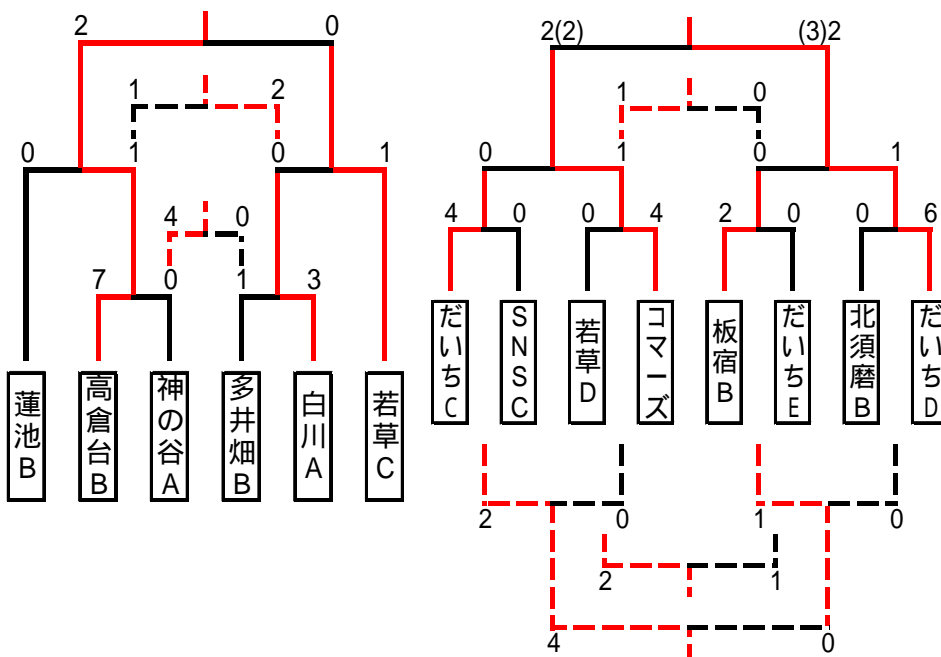 2 0
1 2
0 1 0 1
4 0
7 0 1 3
蓮池B
高倉台B
神の谷A
多井畑B
白川A
若草C
2(2) (3)2
1 0
0 1 0 1
4 0 0 4 2 0 0 6
だいちC
SNSC
若草D
コマーズ
板宿B
だいちE
北須磨B
だいちD
2 0 1 0
2 1
4 0